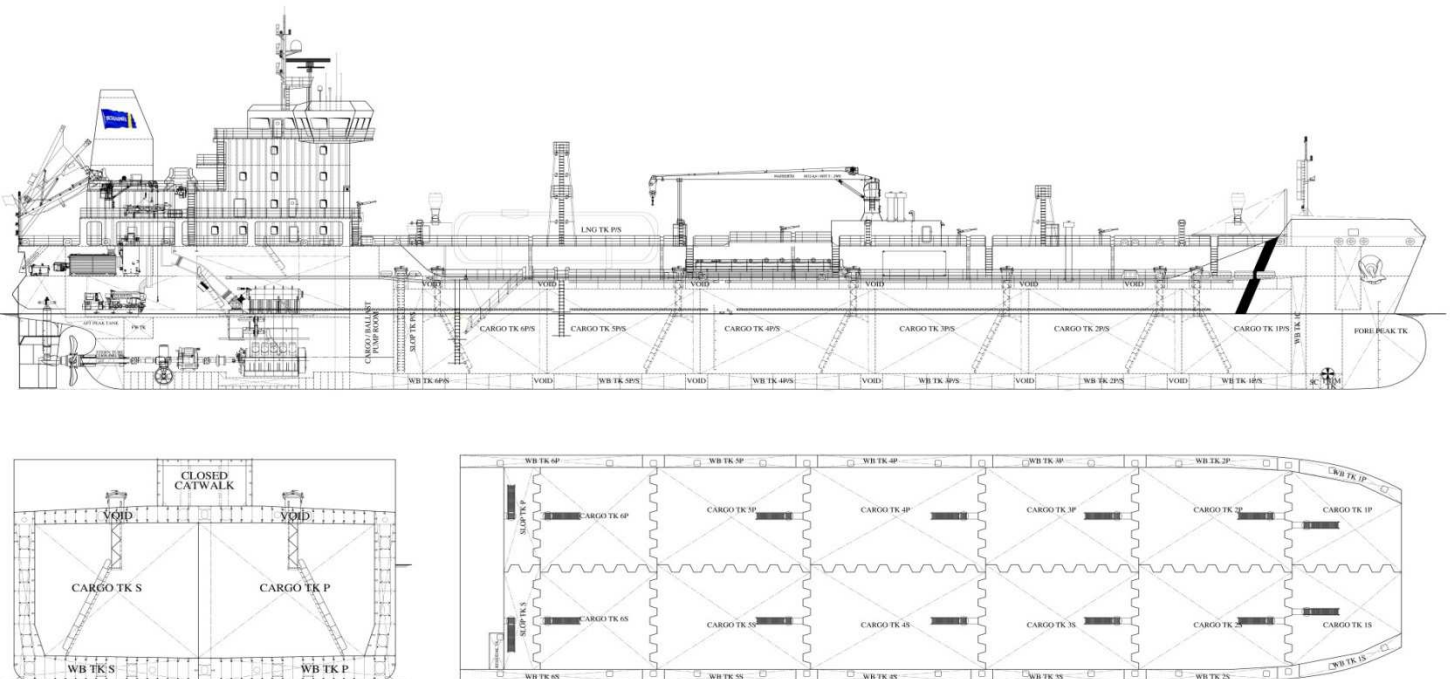 LNG TK P/S
VOID
VOID
VOID
VOID
VOID
VOID
AFT PEAK TANK
FW TK
CARGO / BALLAST
PUMP ROOM
SLOP TK P/S
CARGO TK 6P/S
CARGO TK 5P/S
CARGO TK 4P/S
CARGO TK 3P/S
CARGO TK 2P/S
CARGO TK 1P/S
WB TK 1C
FORE PEAK TK
WB TK 6P/S
VOID
WB TK 5P/S
VOID
WB TK 4P/S
VOID
WB TK 3P/S
VOID
WB TK 2P/S
VOID
WB TK 1P/S
CLOSED
CATWALK
VOID
VOID
CARGO TK S
CARGO TK P
WB TK S
WB TK P
WB TK 6P
WB TK 5P
WB TK 4P
WB TK 3P
WB TK 2P
WB TK 1P
SLOP TK P
CARGO TK 6P
CARGO TK 5P
CARGO TK 4P
CARGO TK 3P
CARGO TK 2P
CARGO TK 1P
SLOP TK S
CARGO TK 6S
CARGO TK 5S
CARGO TK 4S
CARGO TK 3S
CARGO TK 2S
CARGO TK 1S
WB TK 6S
WB TK 5S
WB TK 4S
WB TK 3S
WB TK 2S
WB TK 1S